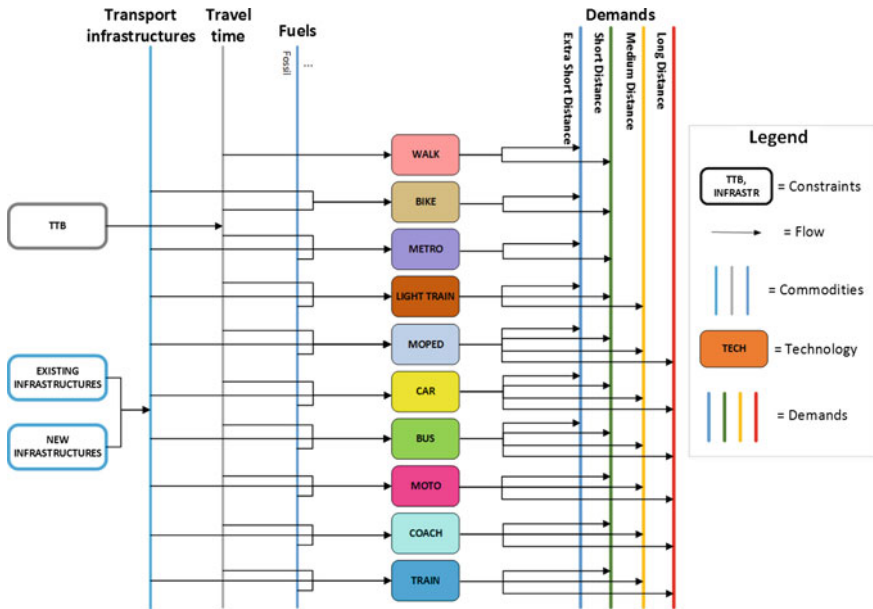 Transport
infrastructures
Travel
time
Fuels
Fossil
...
Demands
Extra Short Distance
Short Distance
Medium Distance
Long Distance
WALK
BIKE
TTB
METRO
LIGHT TRAIN
MOPED
EXISTING
INFRASTRUCTURES
CAR
NEW
INFRASTRUCTURES
BUS
MOTO
COACH
TRAIN
Legend
TTB,
INFRASTR
= Constraints
= Flow
= Commodities
TECH
= Technology
= Demands